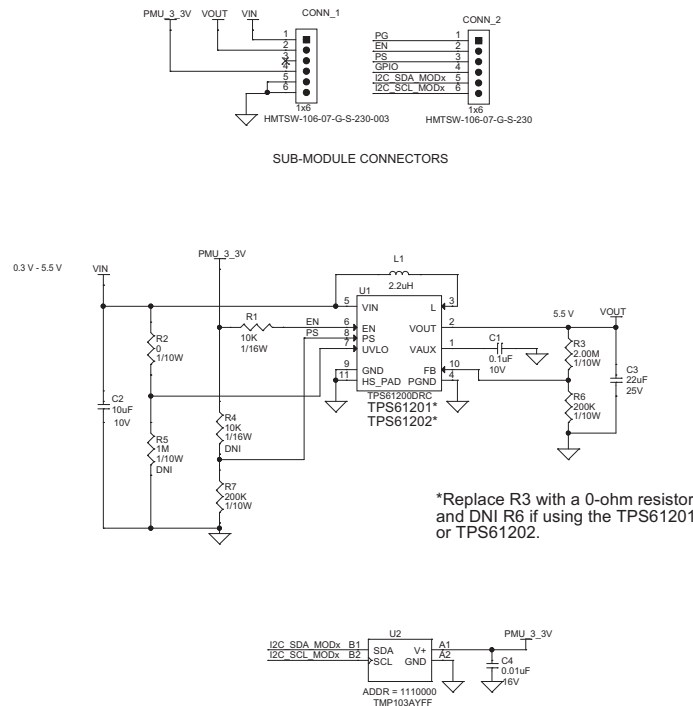 PMU_3_3V VOUT VIN CONN_1
1
2
3
4
5
6
1x6
HMTSW-106-07-G-S-230-003
CONN_2
PG 1
EN 2
PS 3
GPIO 4
I2C_SDA_MODx 5
I2C_SCL_MODx 6
1x6
HMTSW-106-07-G-S-230
SUB-MODULE CONNECTORS
0.3 V - 5.5 V VIN
PMU_3_3V
L1
2.2uH
U1
5 VIN L 3
6 EN VOUT 2
8 PS
7 UVLO VAUX 1
9 GND FB 10
11 HS_PAD PGND 4
TPS61200DRC
TPS61201*
TPS61202*
EN
PS
R1
10K
1/16W
R2
0
1/10W
C2
10uF
10V
R5
1M
1/10W
DNI
R4
10K
1/16W
DNI
R7
200K
1/10W
C1
0.1uF
10V
5.5 V VOUT
R3
2.00M
1/10W
R6
200K
1/10W
C3
22uF
25V
*Replace R3 with a 0-ohm resistor
and DNI R6 if using the TPS61201
or TPS61202.
U2
I2C_SDA_MODx B1 SDA V+ A1
I2C_SCL_MODx B2 SCL GND A2
ADDR = 1110000
TMP103AYFF
PMU_3_3V
C4
0.01uF
16V